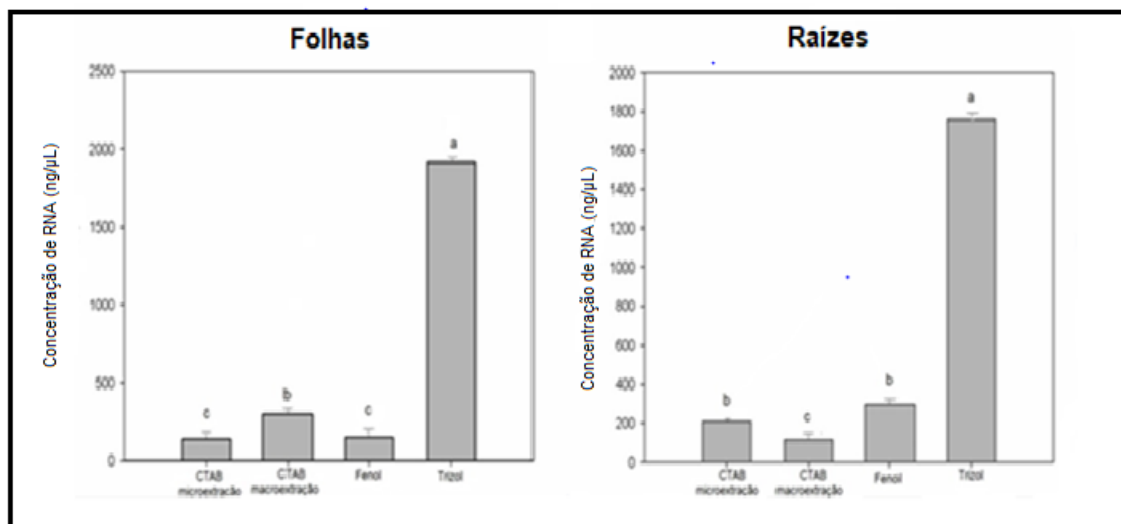 Folhas
Concentração de RNA (ng/µL)
2500
2000
1500
1000
500
0
c
b
c
a
CTAB
microextração
CTAB
macroextração
Fenol
Trizol
Raízes
Concentração de RNA (ng/µL)
2000
1800
1600
1400
1200
1000
800
600
400
200
0
b
c
b
a
CTAB
microextração
CTAB
macroextração
Fenol
Trizol